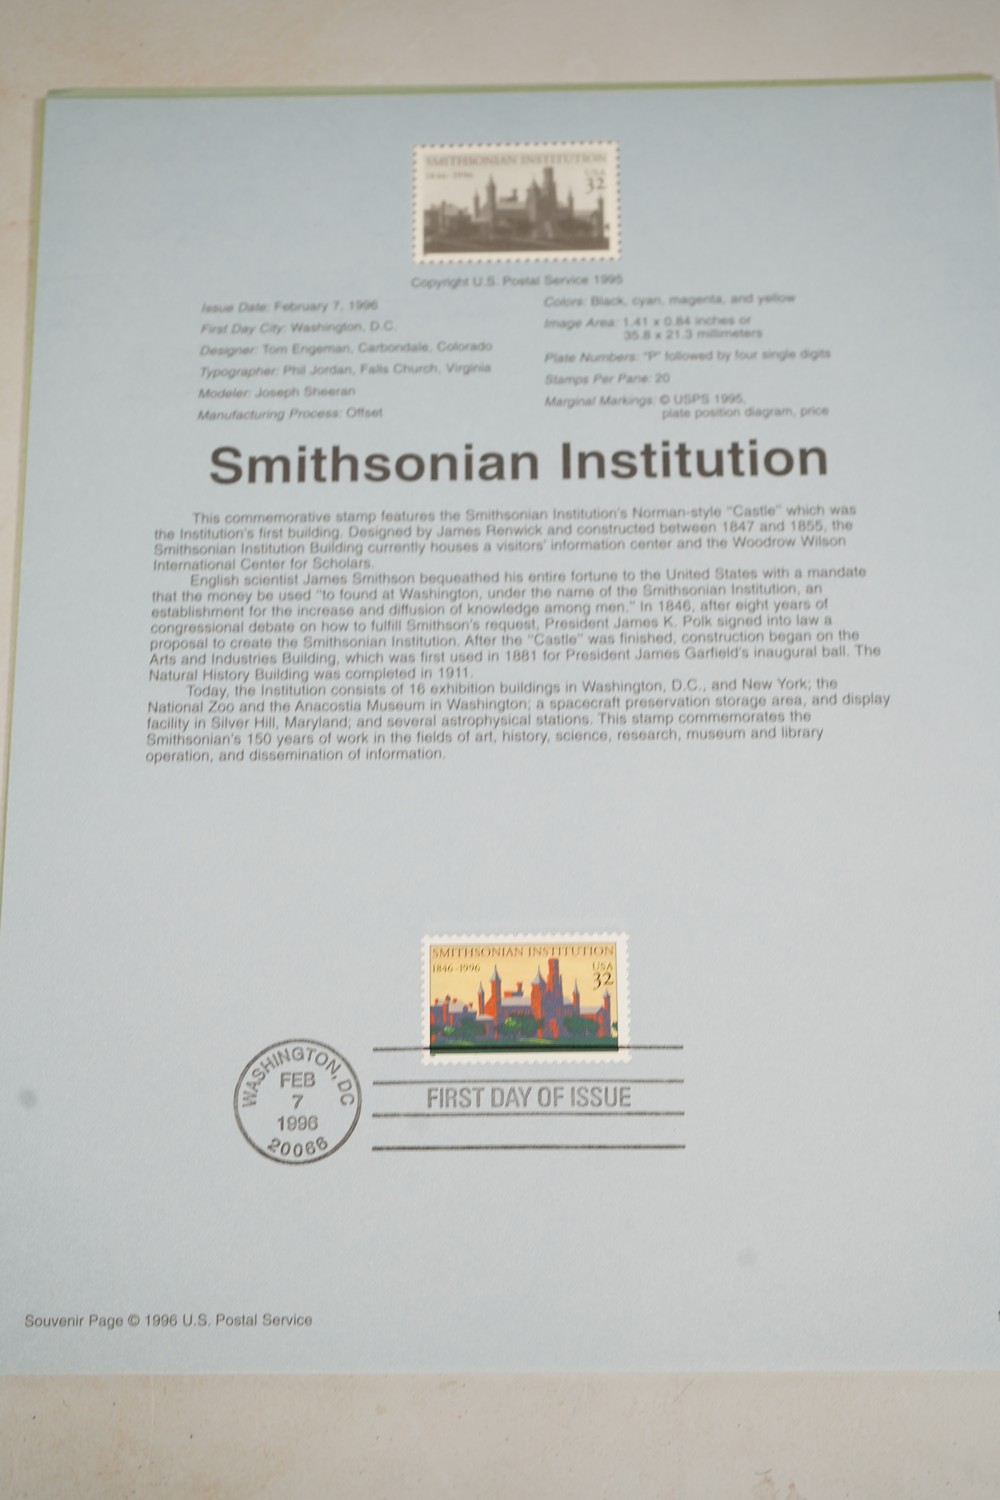 SMITHSONIAN INSTITUTION
1846-1996
USA
32
Copyright U.S. Postal Service 1995
Issue Date: February 7, 1996
First Day City: Washington, D.C.
Designer: Tom Engeman, Carbondale, Colorado
Typographer: Phil Jordan, Falls Church, Virginia
Modeler: Joseph Sheeran
Manufacturing Process: Offset
Colors: Black, cyan, magenta, and yellow
Image Area: 1.41 x 0.84 inches or
35.8 x 21.3 millimeters
Plate Numbers: "P" followed by four single digits
Stamps Per Pane: 20
Marginal Markings: © USPS 1995,
plate position diagram, price
Smithsonian Institution
This commemorative stamp features the Smithsonian Institution's Norman-style "Castle" which was
the Institution's first building. Designed by James Renwick and constructed between 1847 and 1855, the
Smithsonian Institution Building currently houses a visitors' information center and the Woodrow Wilson
International Center for Scholars.
English scientist James Smithson bequeathed his entire fortune to the United States with a mandate
that the money be used "to found at Washington, under the name of the Smithsonian Institution, an
establishment for the increase and diffusion of knowledge among men." In 1846, after eight years of
congressional debate on how to fulfill Smithson's request, President James K. Polk signed into law a
proposal to create the Smithsonian Institution. After the "Castle" was finished, construction began on the
Arts and Industries Building, which was first used in 1881 for President James Garfield's inaugural ball. The
Natural History Building was completed in 1911.
Today, the Institution consists of 16 exhibition buildings in Washington, D.C., and New York; the
National Zoo and the Anacostia Museum in Washington; a spacecraft preservation storage area, and display
facility in Silver Hill, Maryland; and several astrophysical stations. This stamp commemorates the
Smithsonian's 150 years of work in the fields of art, history, science, research, museum and library
operation, and dissemination of information.
SMITHSONIAN INSTITUTION
1846-1996
USA
32
WASHINGTON, DC
FEB
7
1996
20066
FIRST DAY OF ISSUE
Souvenir Page © 1996 U.S. Postal Service